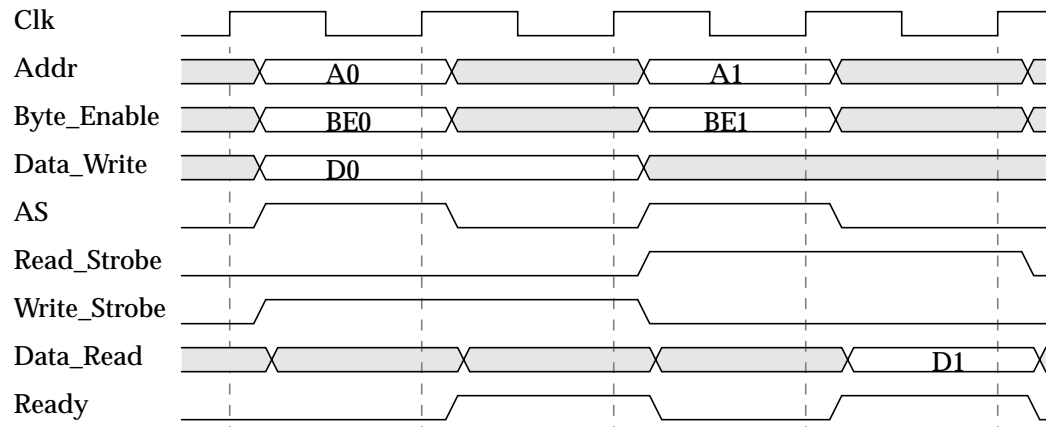 Clk
Addr A0 A1
Byte_Enable BE0 BE1
Data_Write D0
AS
Read_Strobe
Write_Strobe
Data_Read D1
Ready